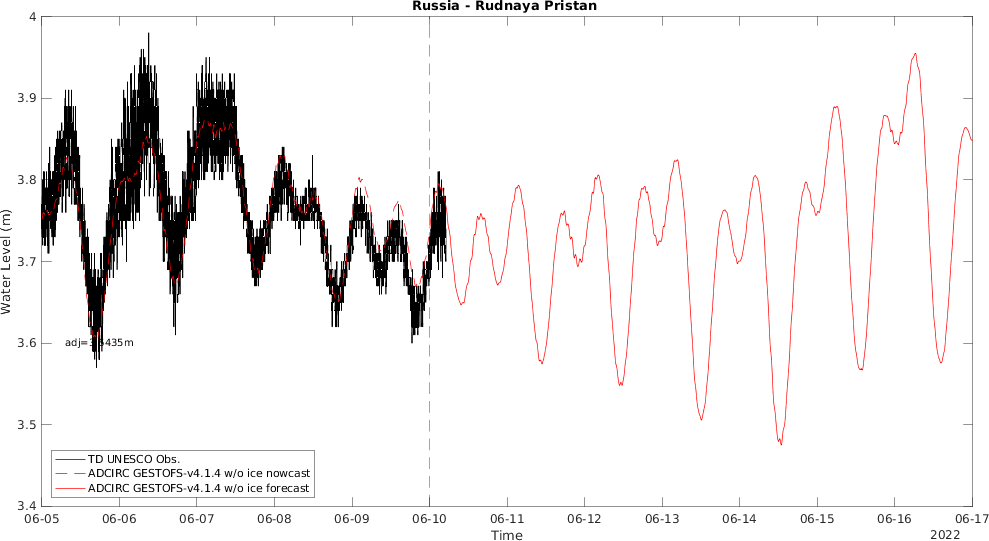 Russia - Rudnaya Pristan
4
3.9
3.8
3.7
3.6
3.5
3.4
Water Level (m)
TD UNESCO Obs.
ADCIRC GESTOFS-v4.1.4 w/o ice nowcast
ADCIRC GESTOFS-v4.1.4 w/o ice forecast
06-05 06-06 06-07 06-08 06-09 06-10 06-11 06-12 06-13 06-14 06-15 06-16 06-17
Time
2022